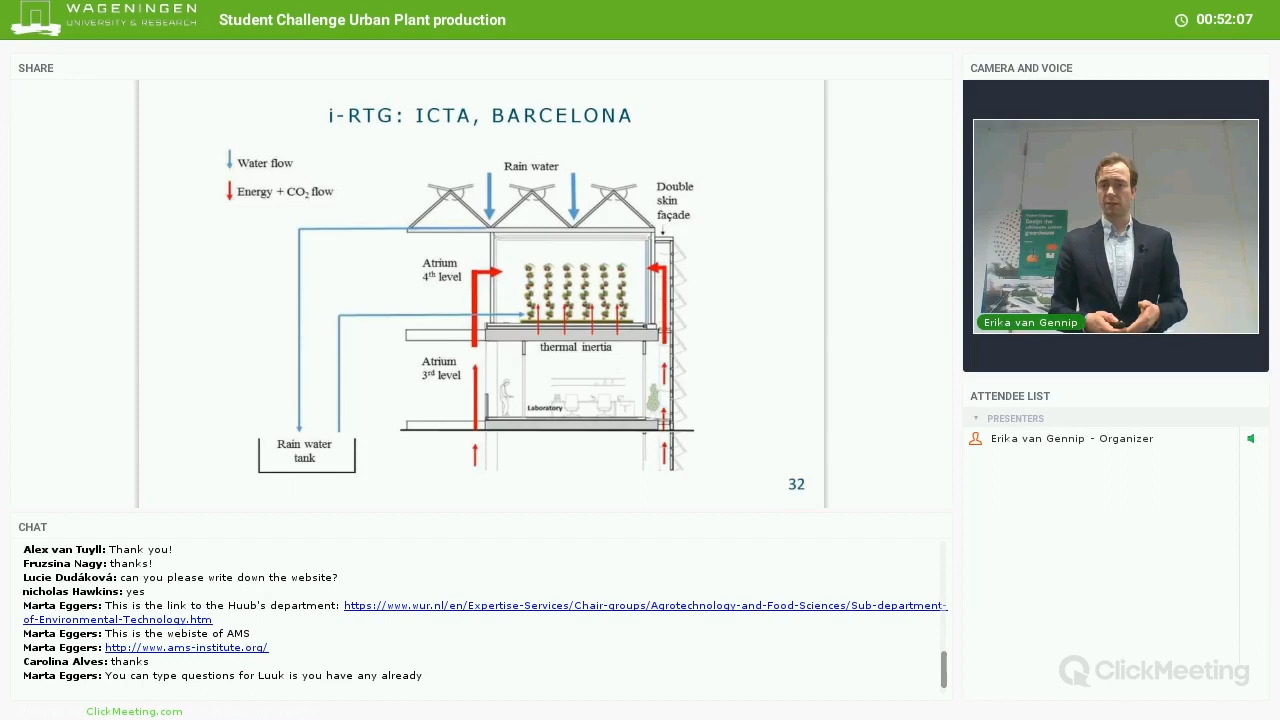 WAGENINGEN
UNIVERSITY & RESEARCH
Student Challenge Urban Plant production
00:52:07
SHARE
i-RTG: ICTA, BARCELONA
Water flow
Energy + CO₂ flow
Rain water
Double
skin
façade
Atrium
4th level
thermal inertia
Atrium
3rd level
Laboratory
Rain water
tank
32
CAMERA AND VOICE
Design the
ultimate urban
greenhouse
Erika van Gennip
ATTENDEE LIST
PRESENTERS
Erika van Gennip - Organizer
CHAT
Alex van Tuyll: Thank you!
Fruzsina Nagy: thanks!
Lucie Dudáková: can you please write down the website?
nicholas Hawkins: yes
Marta Eggers: This is the link to the Huub's department: https://www.wur.nl/en/Expertise-Services/Chair-groups/Agrotechnology-and-Food-Sciences/Sub-department-
of-Environmental-Technology.htm
Marta Eggers: This is the webiste of AMS
Marta Eggers: http://www.ams-institute.org/
Carolina Alves: thanks
Marta Eggers: You can type questions for Luuk is you have any already
ClickMeeting
ClickMeeting.com